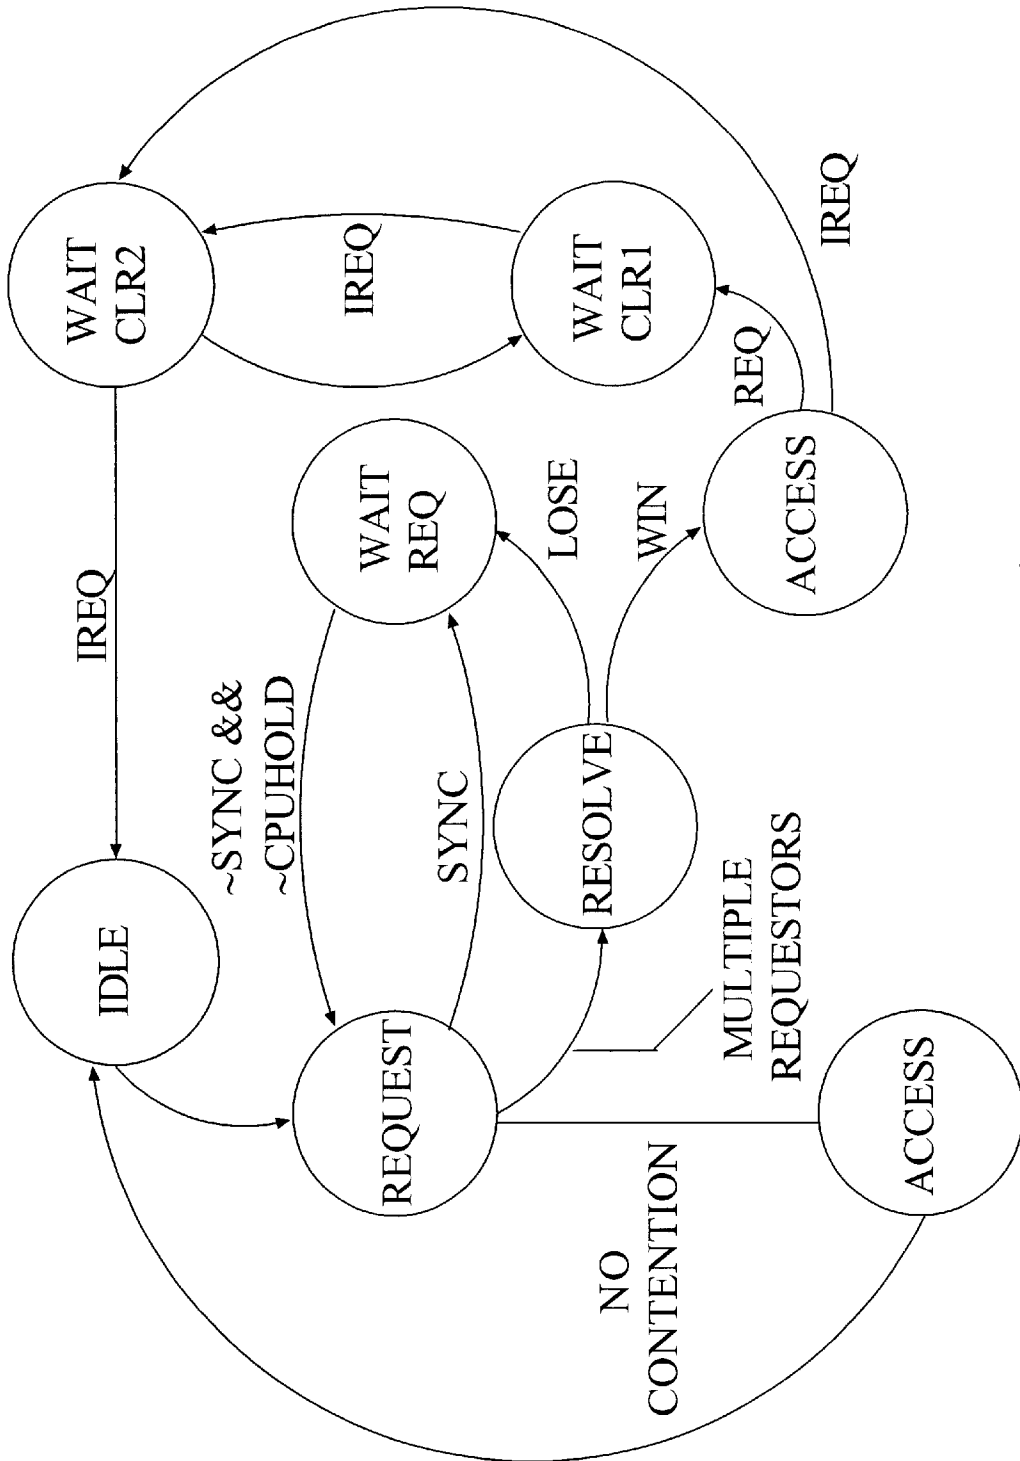 IDLE
IREQ
WAIT
CLR2
~SYNC &&
~CPUHOLD
REQUEST
SYNC
WAIT
REQ
IREQ
RESOLVE
LOSE
WIN
WAIT
CLR1
MULTIPLE
REQUESTORS
NO
CONTENTION
ACCESS
ACCESS
REQ
IREQ